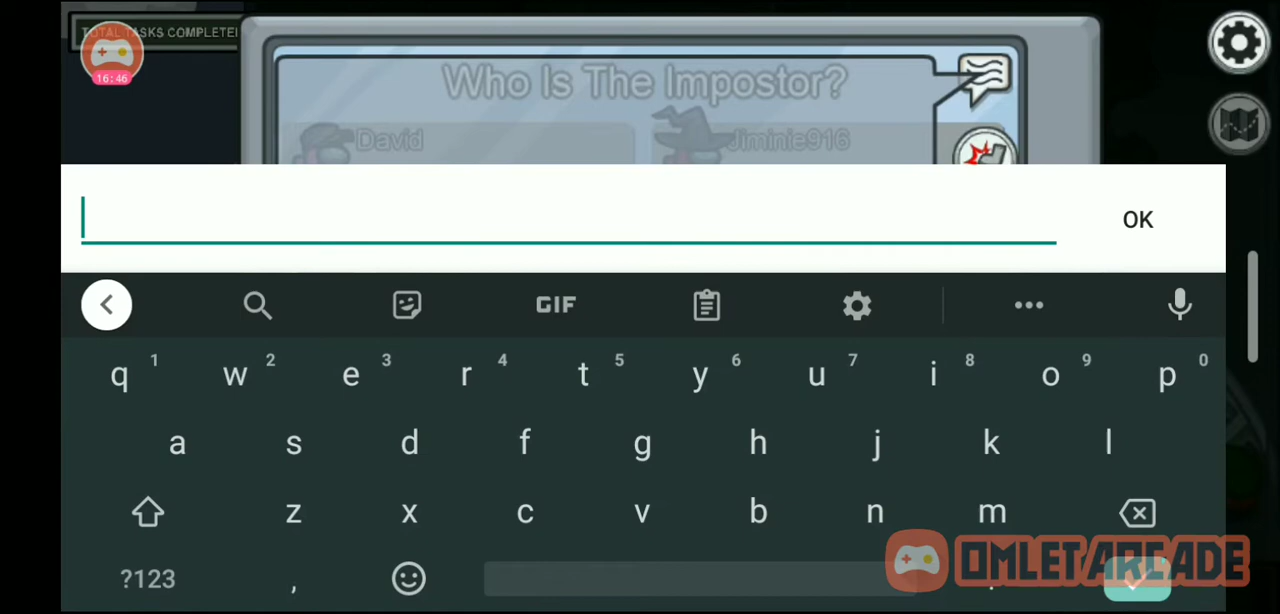 TOTAL TASKS COMPLETE
16:46
Who Is The Impostor?
David
Jiminie916
OK
GIF
q 1 w 2 e 3 r 4 t 5 y 6 u 7 i 8 o 9 p 0
a s d f g h j k l
z x c v b n m
?123 , .
OMLET ARCADE